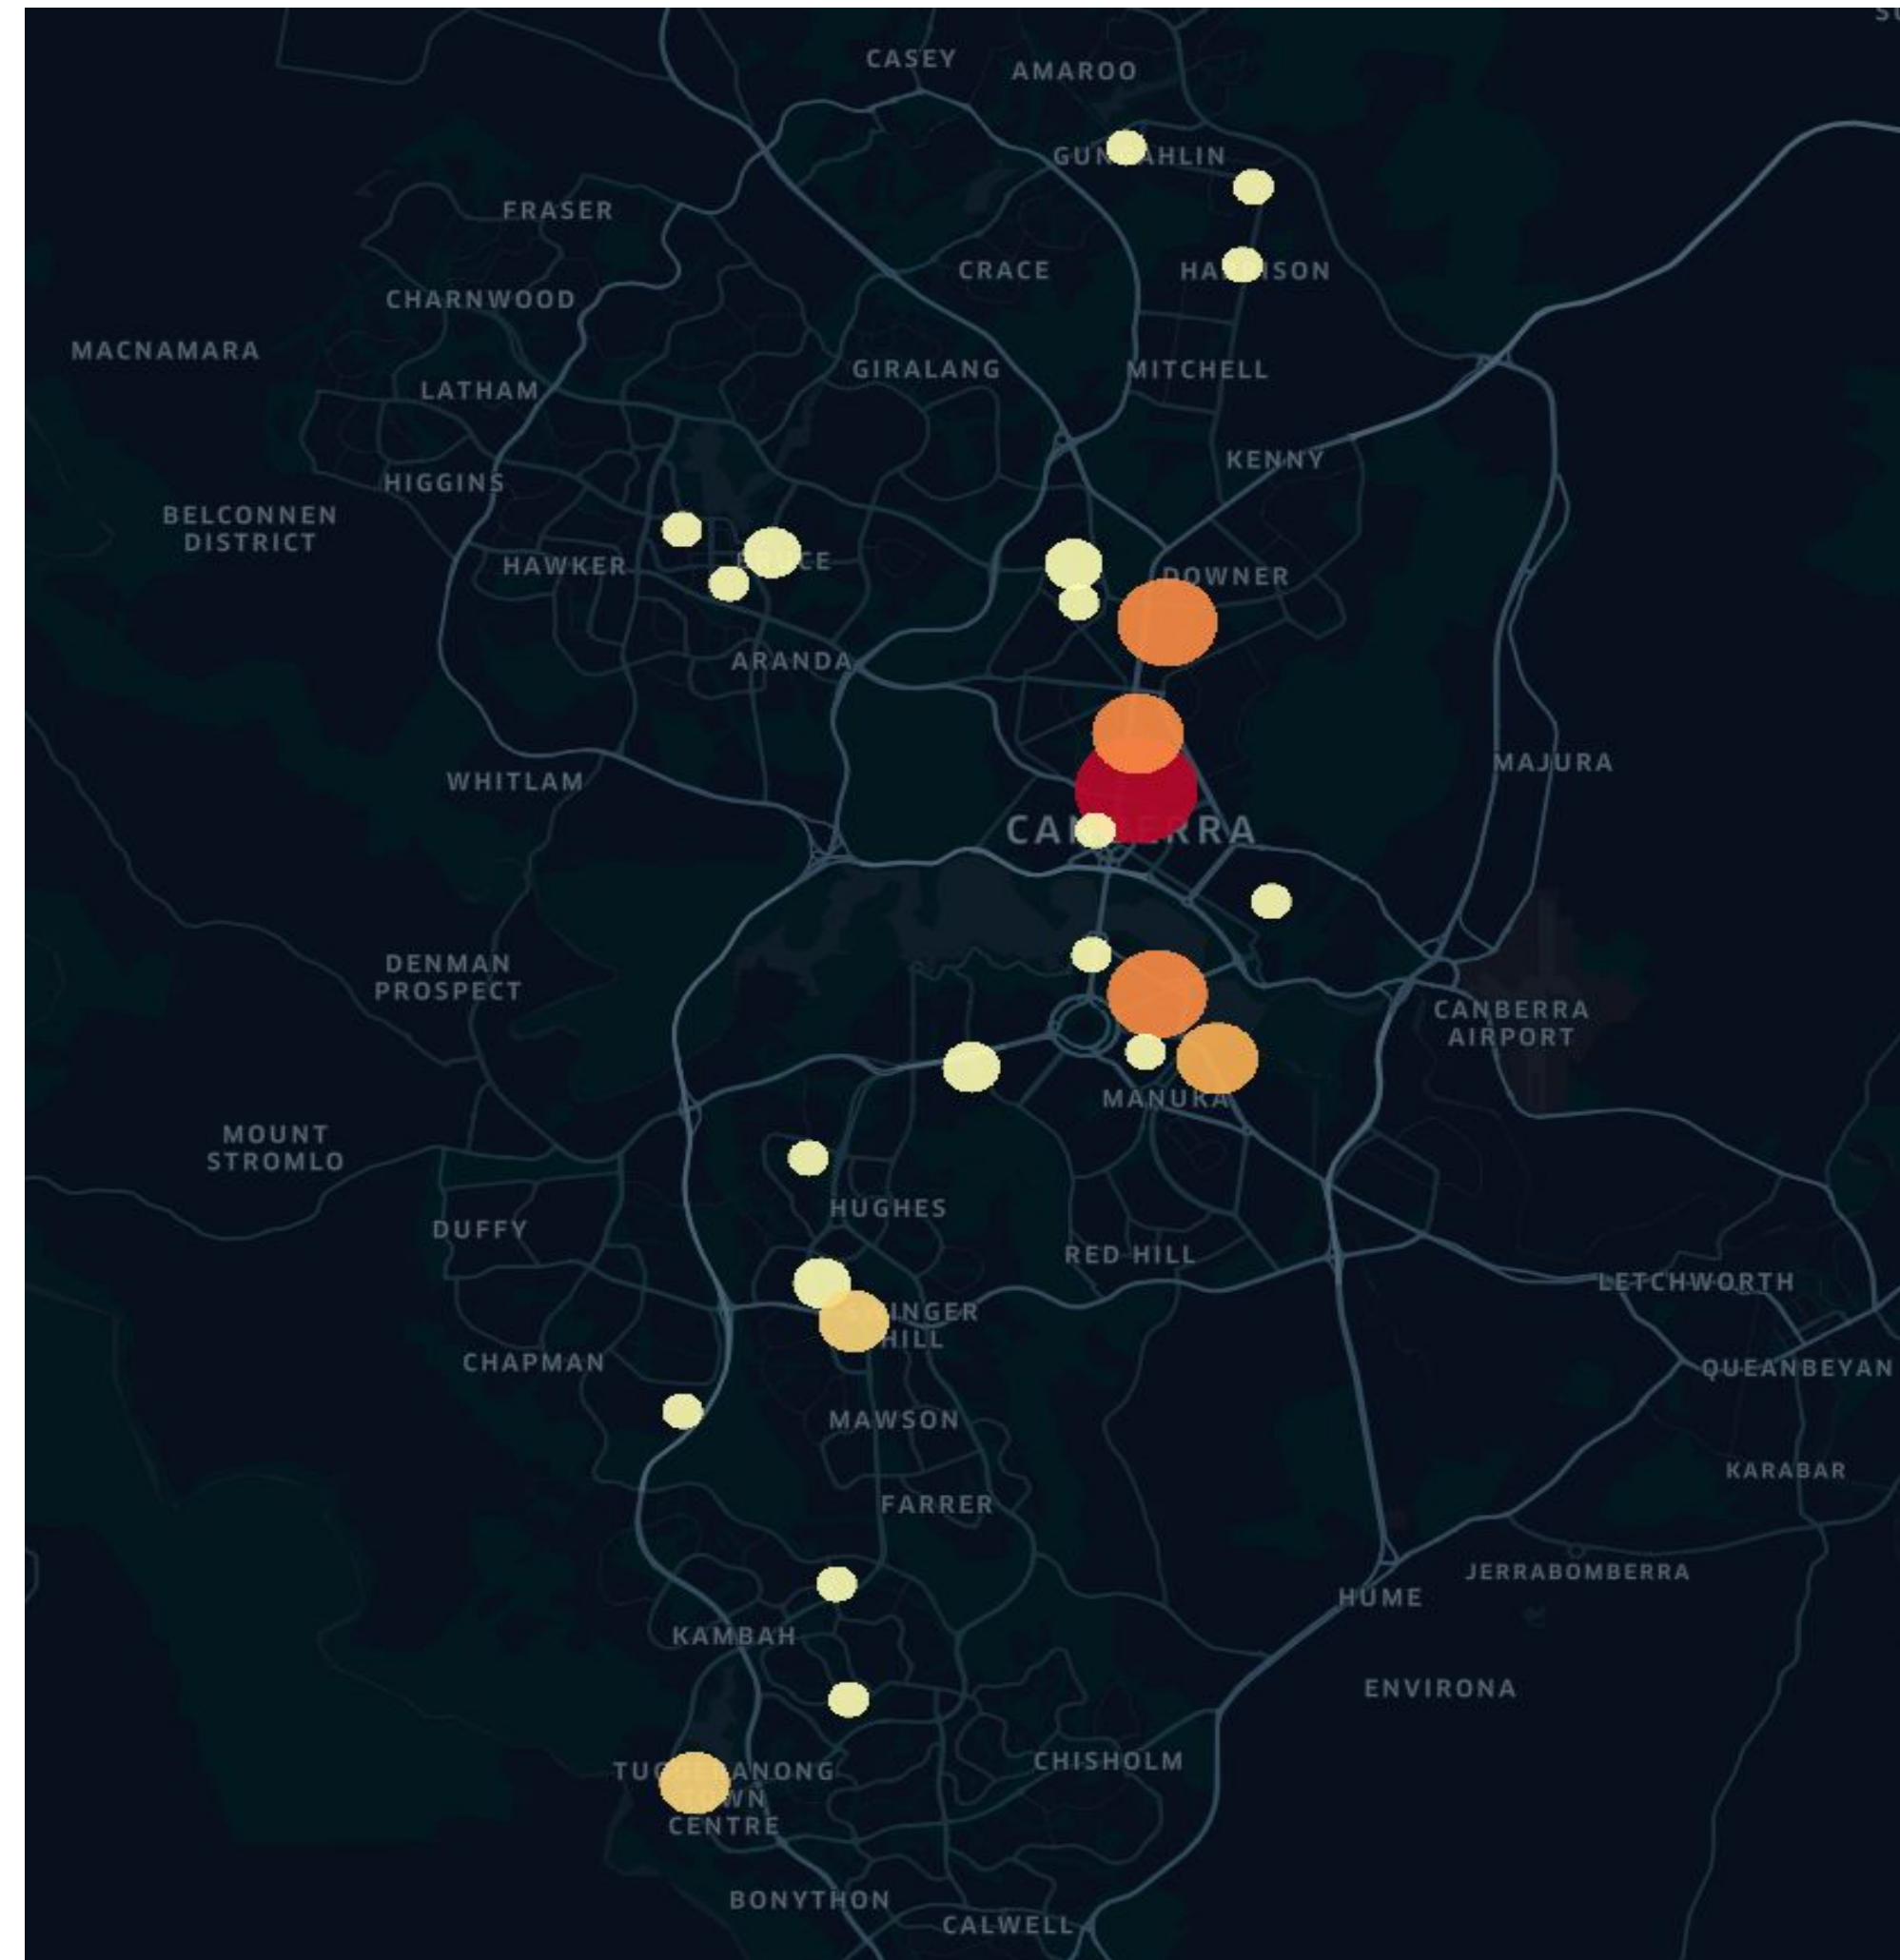 CASEY
AMAROO
FRASER
CRACE
CHARNWOOD
MACNAMARA
GIRALANG
MITCHELL
LATHAM
KENNY
HIGGINS
BELCONNEN
DISTRICT
HAWKER
DOWNER
ARANDA
MAJURA
WHITLAM
DENMAN
PROSPECT
CANBERRA
AIRPORT
MANUKA
MOUNT
STROMLO
HUGHES
DUFFY
RED HILL
LETCHWORTH
HILL
CHAPMAN
QUEANBEYAN
MAWSON
KARABAR
FARRER
JERRABOMBERRA
HUME
KAMBAH
ENVIRONA
CHISHOLM
CENTRE
BONYTHON
CALWELL